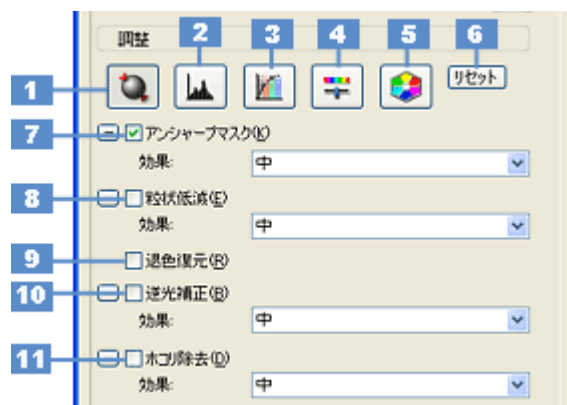 調整
2 3 4 5 6
1 リセット
7 アンシャープマスク(K)
効果: 中
8 粒状低減(E)
効果: 中
9 退色復元(R)
10 逆光補正(B)
効果: 中
11 ホコリ除去(D)
効果: 中